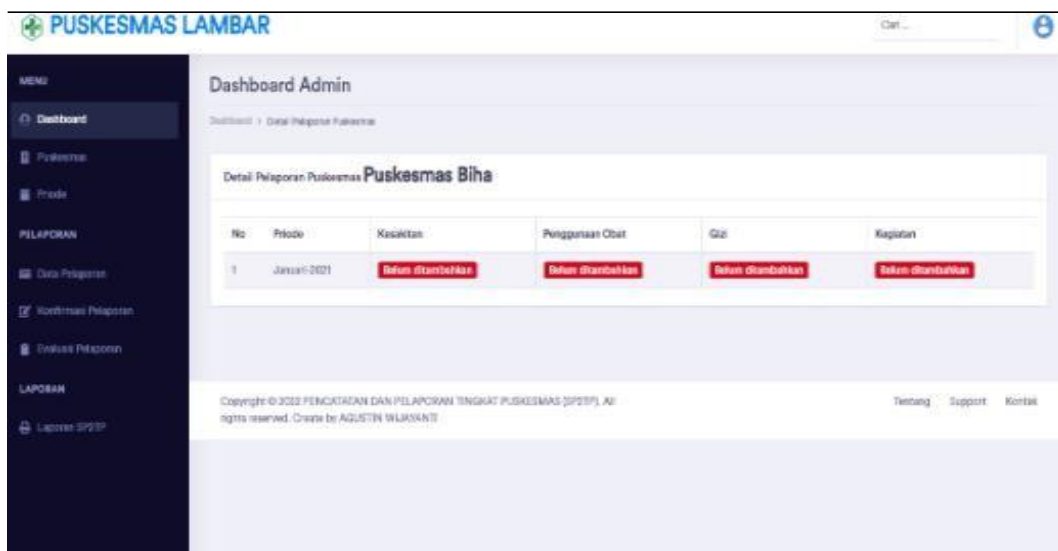 PUSKESMAS LAMBAR
Cari ...
MENU
Dashboard
Puskesmas
Priode
PELAPORAN
Data Pelaporan
Konfirmasi Pelaporan
Evaluasi Pelaporan
LAPORAN
Laporan SP2TP
Dashboard Admin
Dashboard > Detail Pelaporan Puskesmas
Detail Pelaporan Puskesmas Puskesmas Biha
No Priode Kesakitan Penggunaan Obat Gizi Kegiatan
1 Januari-2021 Belum ditambahkan Belum ditambahkan Belum ditambahkan Belum ditambahkan
Copyright © 2022 PENCATATAN DAN PELAPORAN TINGKAT PUSKESMAS (SP2TP). All
rights reserved. Create by AGUSTIN WIJAYANTI
Tentang Support Kontak